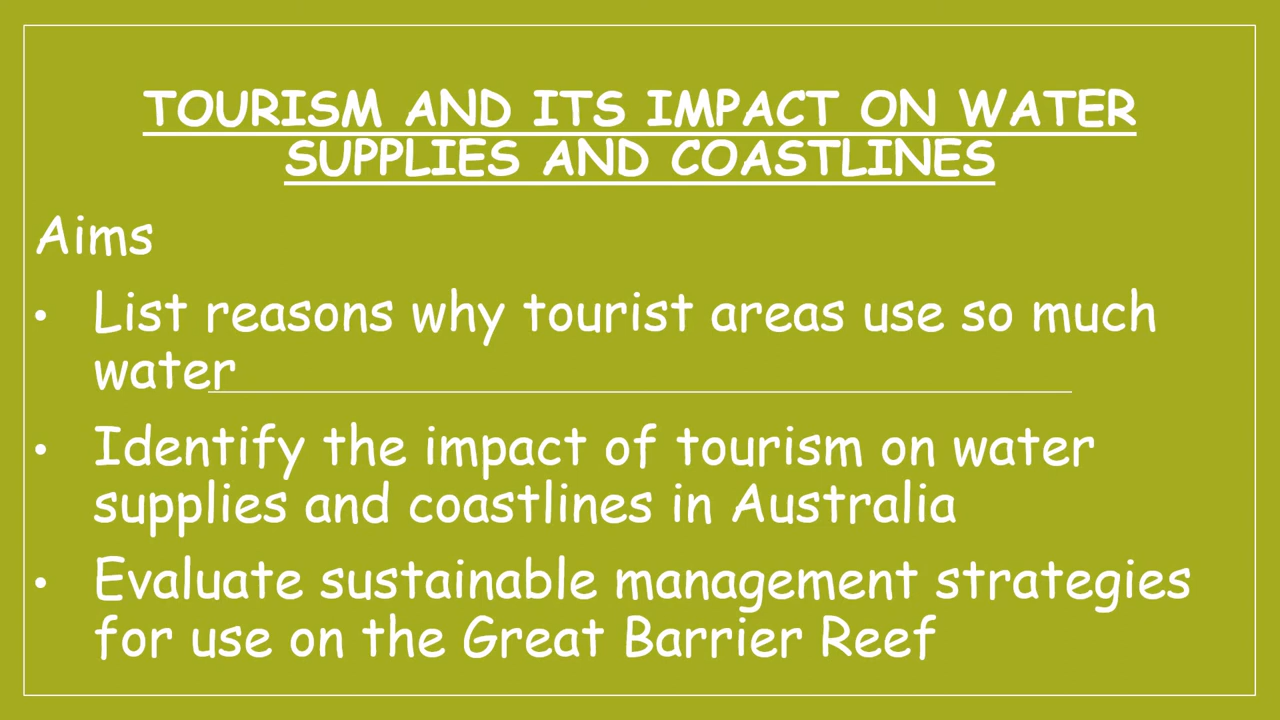 TOURISM AND ITS IMPACT ON WATER
SUPPLIES AND COASTLINES
Aims
• List reasons why tourist areas use so much
water
• Identify the impact of tourism on water
supplies and coastlines in Australia
• Evaluate sustainable management strategies
for use on the Great Barrier Reef